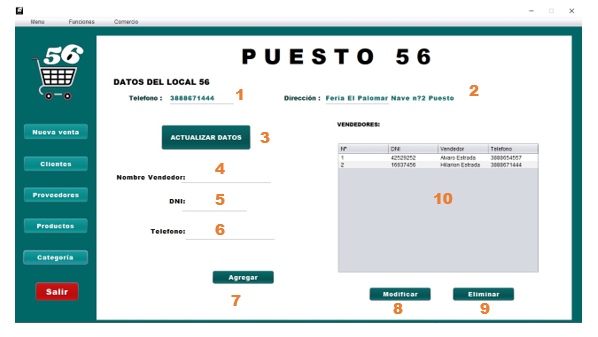 Menu Funciones Comercio
56
PUESTO 56
DATOS DEL LOCAL 56
Telefono : 3888671444 1
Dirección : Feria El Palomar Nave n?2 Puesto 2
ACTUALIZAR DATOS 3
Nombre Vendedor: 4
DNI: 5
Telefono: 6
Agregar
7
VENDEDORES:
Nº DNI Vendedor Telefono
1 42529252 Alvaro Estrada 3888654567
2 16637456 Hilarion Estrada 3888671444
10
Modificar Eliminar
8 9
Nueva venta
Clientes
Proveedores
Productos
Categoría
Salir